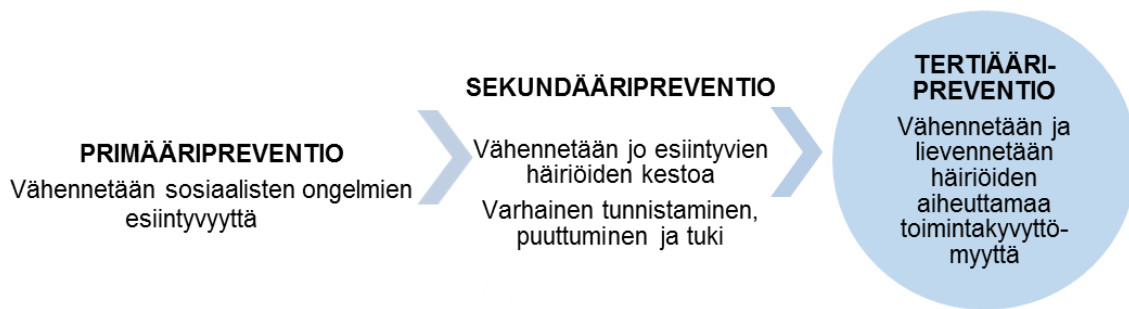 PRIMÄÄRIPREVENTIO
Vähennetään sosiaalisten ongelmien
esiintyvyyttä
SEKUNDÄÄRIPREVENTIO
Vähennetään jo esiintyvien
häiriöiden kestoa
Varhainen tunnistaminen,
puuttuminen ja tuki
TERTIÄÄRI-
PREVENTIO
Vähennetään ja
lievennetään
häiriöiden
aiheuttamaa
toimintakyvyttö-
myyttä